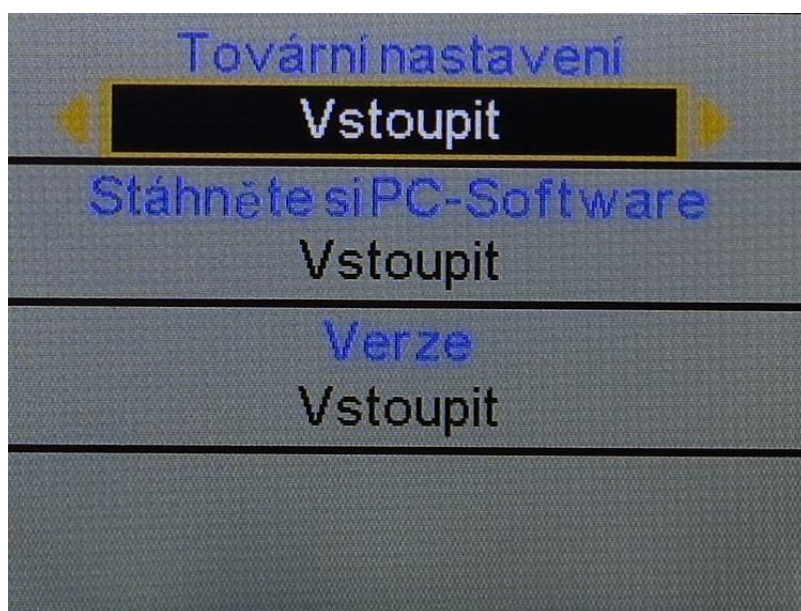 Tovární nastavení
Vstoupit
Stáhněte si PC-Software
Vstoupit
Verze
Vstoupit